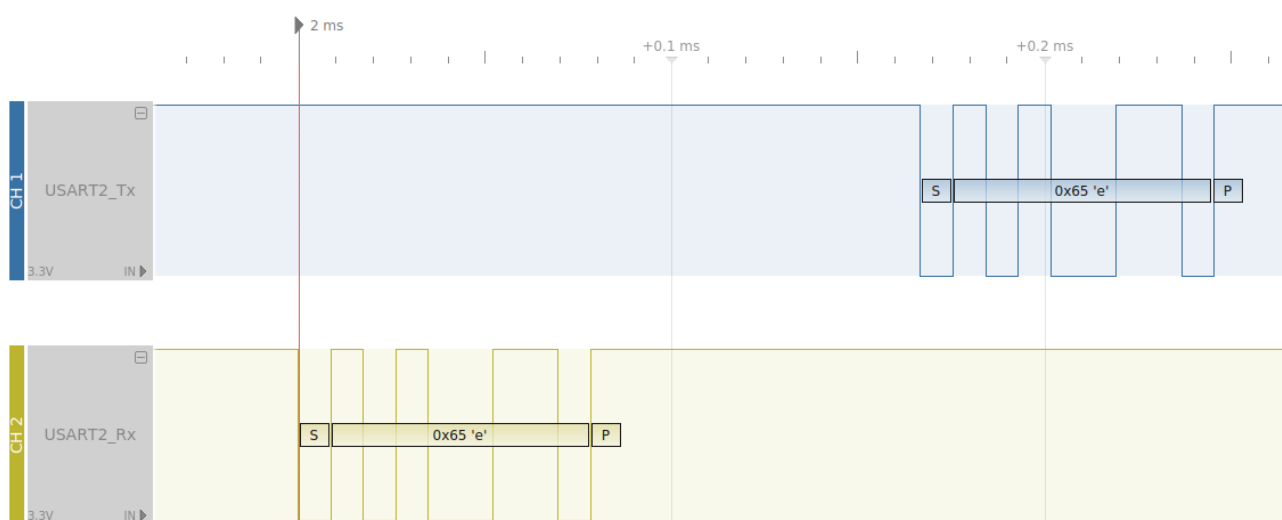 2 ms
+0.1 ms
+0.2 ms
CH 1
USART2_Tx
S
0x65 'e'
P
3.3V
IN
CH 2
USART2_Rx
S
0x65 'e'
P
3.3V
IN